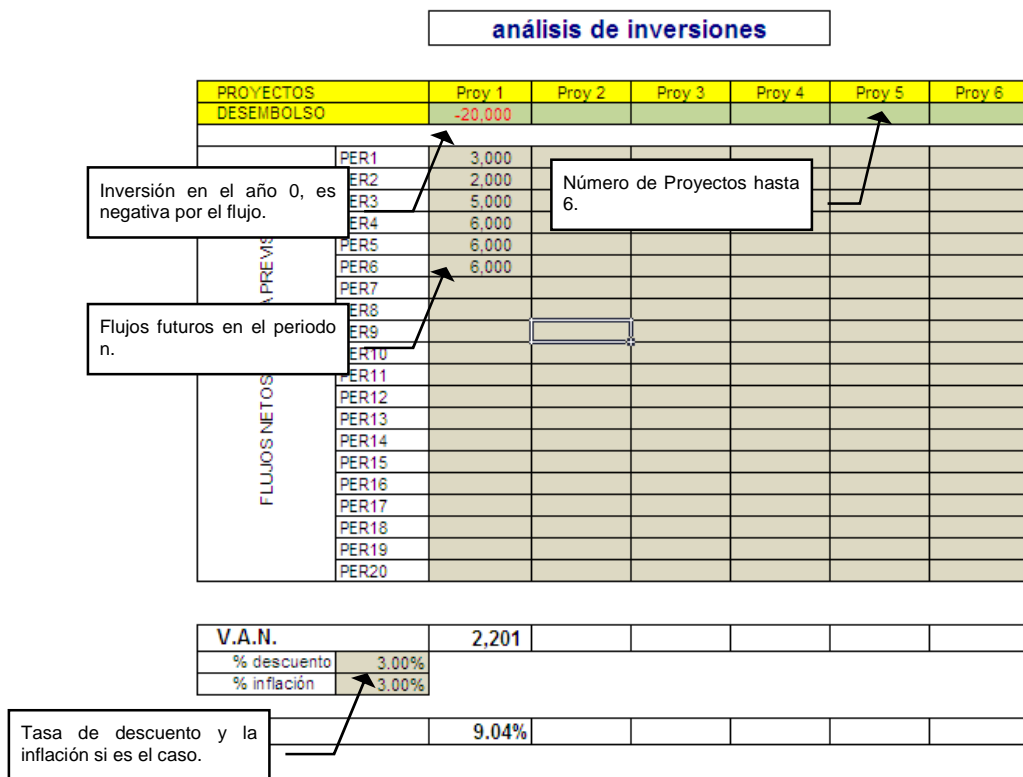 análisis de inversiones
PROYECTOS Proy 1 Proy 2 Proy 3 Proy 4 Proy 5 Proy 6
DESEMBOLSO -20,000
Inversión en el año 0, es
negativa por el flujo.
Número de Proyectos hasta
6.
Flujos futuros en el periodo
n.
FLUJOS NETOS
PER1 3,000
ER2 2,000
ER3 5,000
ER4 6,000
PER5 6,000
PER6 6,000
PER7
ER8
ER9
ER10
PER11
PER12
PER13
PER14
PER15
PER16
PER17
PER18
PER19
PER20
V.A.N. 2,201
% descuento 3.00%
% inflación 3.00%
Tasa de descuento y la
inflación si es el caso.
9.04%